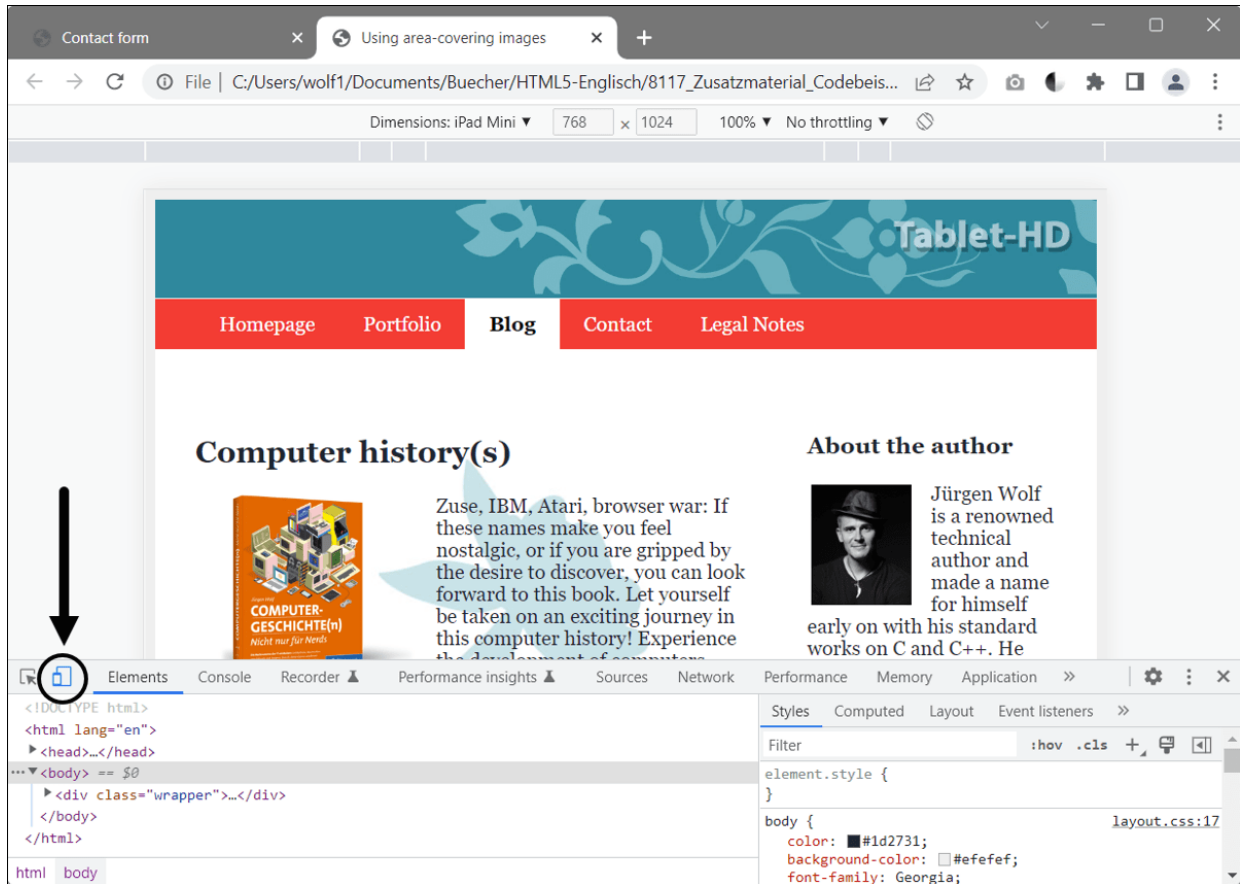 Contact form
Using area-covering images
File | C:/Users/wolf1/Documents/Buecher/HTML5-Englisch/8117_Zusatzmaterial_Codebeis...
Dimensions: iPad Mini ▼ 768 x 1024 100% ▼ No throttling ▼
Tablet-HD
Homepage Portfolio Blog Contact Legal Notes
Computer history(s)
COMPUTER-
GESCHICHTE(n)
Nicht nur für Nerds
Zuse, IBM, Atari, browser war: If
these names make you feel
nostalgic, or if you are gripped by
the desire to discover, you can look
forward to this book. Let yourself
be taken on an exciting journey in
this computer history! Experience
the development of computers
About the author
Jürgen Wolf
is a renowned
technical
author and
made a name
for himself
early on with his standard
works on C and C++. He
Elements Console Recorder Performance insights Sources Network Performance Memory Application »
<!DOCTYPE html>
<html lang="en">
▶<head>…</head>
…▼<body> == $0
▶<div class="wrapper">…</div>
</body>
</html>
html body
Styles Computed Layout Event listeners »
Filter :hov .cls
element.style {
}
body { layout.css:17
color: #1d2731;
background-color: #efefef;
font-family: Georgia;